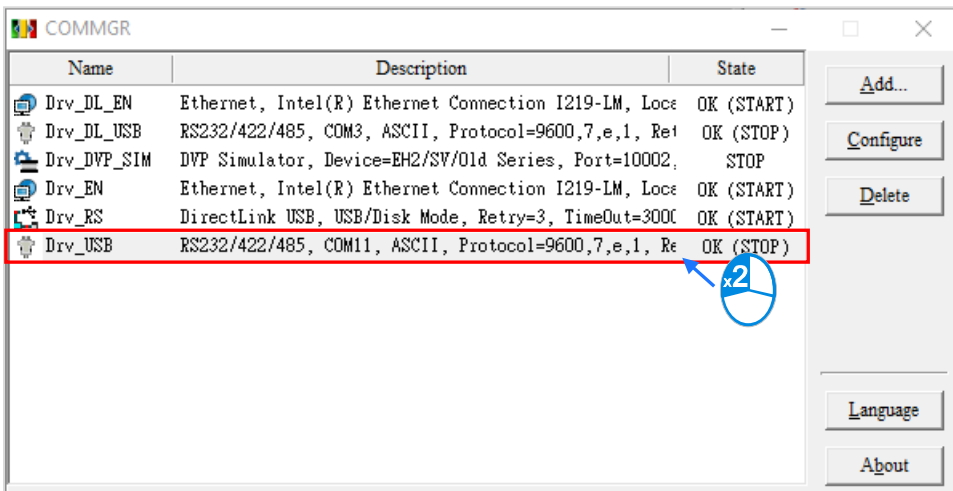 COMMGR
Name Description State
Drv_DL_EN Ethernet, Intel(R) Ethernet Connection I219-LM, Loca OK (START)
Drv_DL_USB RS232/422/485, COM3, ASCII, Protocol=9600,7,e,1, Ret OK (STOP)
Drv_DVP_SIM DVP Simulator, Device=EH2/SV/Old Series, Port=10002, STOP
Drv_EN Ethernet, Intel(R) Ethernet Connection I219-LM, Loca OK (START)
Drv_RS DirectLink USB, USB/Disk Mode, Retry=3, TimeOut=3000 OK (START)
Drv_USB RS232/422/485, COM11, ASCII, Protocol=9600,7,e,1, Re OK (STOP)
x2
Add...
Configure
Delete
Language
About